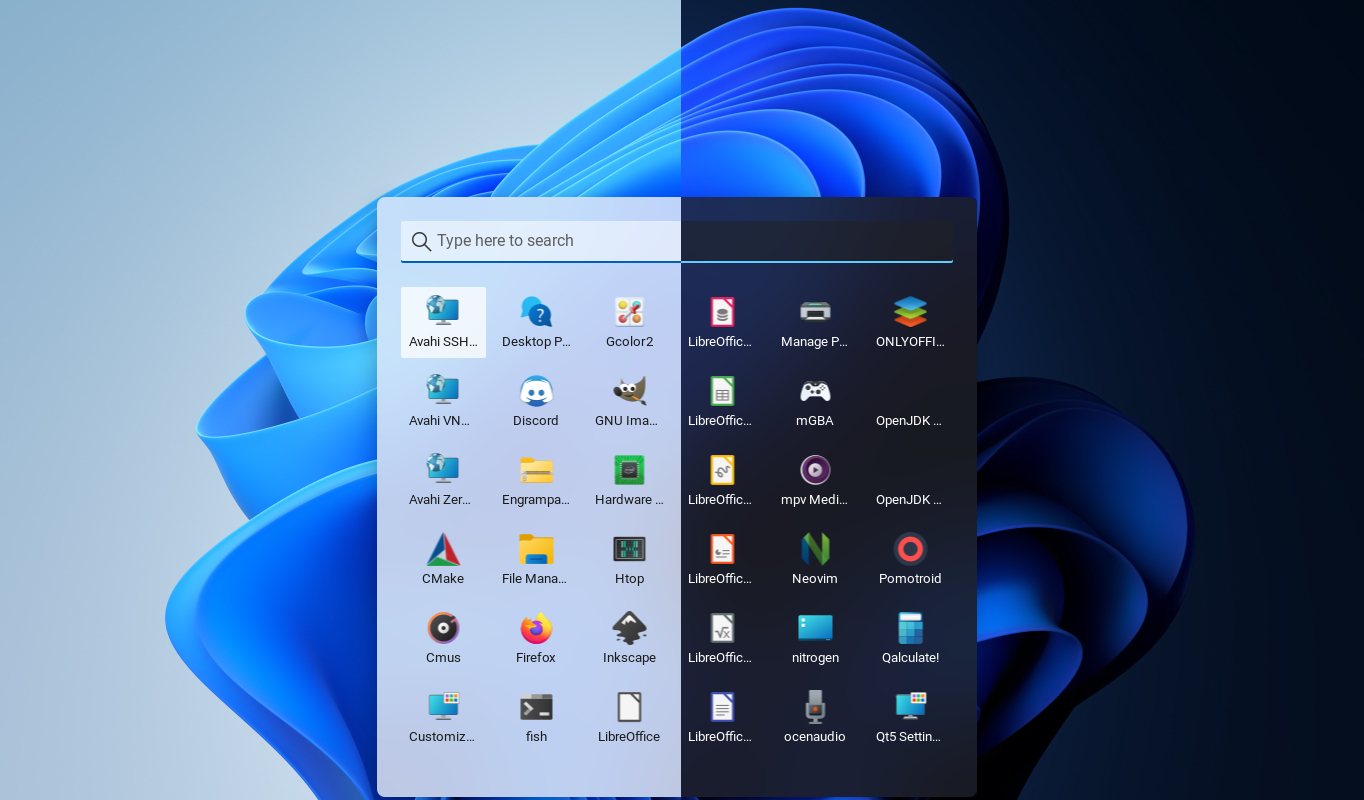 Type here to search
Avahi SSH... Desktop P... Gcolor2 LibreOffic... Manage P... ONLYOFFI...
Avahi VN... Discord GNU Ima... LibreOffic... mGBA OpenJDK ...
Avahi Zer... Engrampa... Hardware ... LibreOffic... mpv Medi... OpenJDK ...
CMake File Mana... Htop LibreOffic... Neovim Pomotroid
Cmus Firefox Inkscape LibreOffic... nitrogen Qalculate!
Customiz... fish LibreOffice LibreOffic... ocenaudio Qt5 Settin...